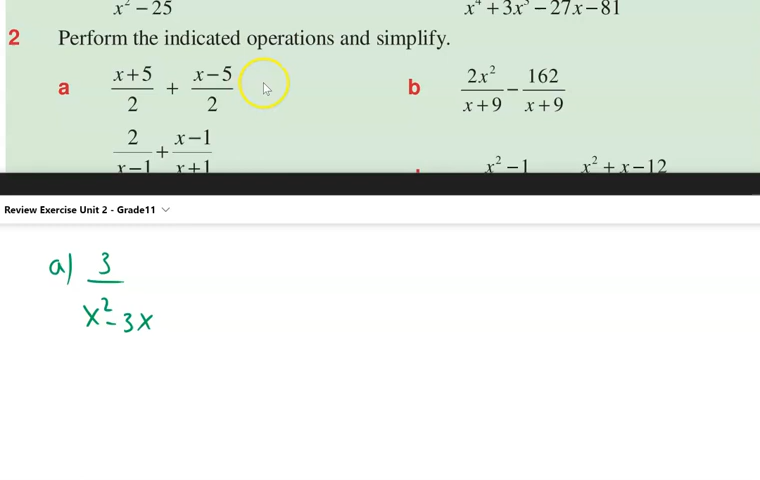 x² − 25    x⁴ + 3x³ − 27x − 81
2 Perform the indicated operations and simplify.
a (x + 5)/2 + (x − 5)/2    b 2x²/(x + 9) − 162/(x + 9)
2/(x − 1) + (x − 1)/(x + 1)    x² − 1    x² + x − 12
Review Exercise Unit 2 - Grade11
a) 3/(x² − 3x)